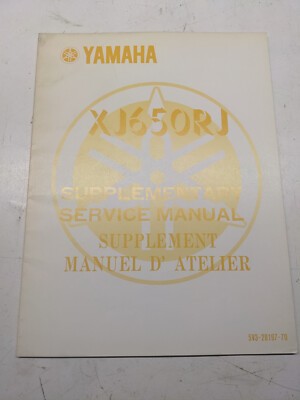 YAMAHA
XJ650RJ
SUPPLEMENTARY
SERVICE MANUAL
SUPPLEMENT
MANUEL D' ATELIER